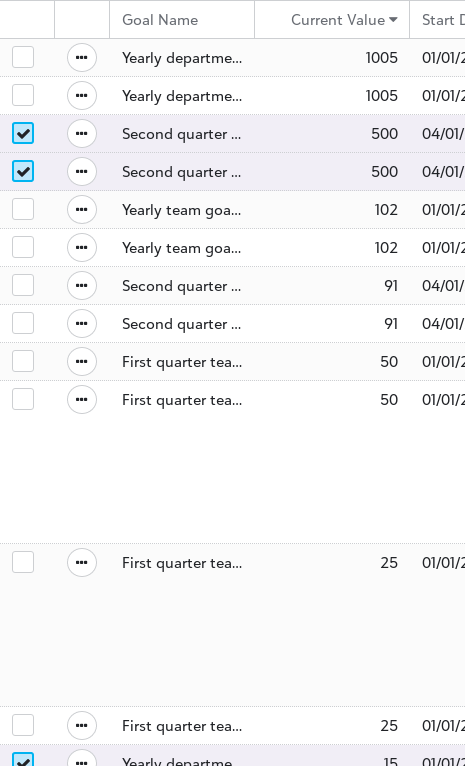 Goal Name Current Value Start D
Yearly departme... 1005 01/01/2
Yearly departme... 1005 01/01/2
Second quarter ... 500 04/01/
Second quarter ... 500 04/01/
Yearly team goa... 102 01/01/2
Yearly team goa... 102 01/01/2
Second quarter ... 91 04/01/
Second quarter ... 91 04/01/
First quarter tea... 50 01/01/2
First quarter tea... 50 01/01/2
First quarter tea... 25 01/01/2
First quarter tea... 25 01/01/2
Yearly departme... 15 01/01/2